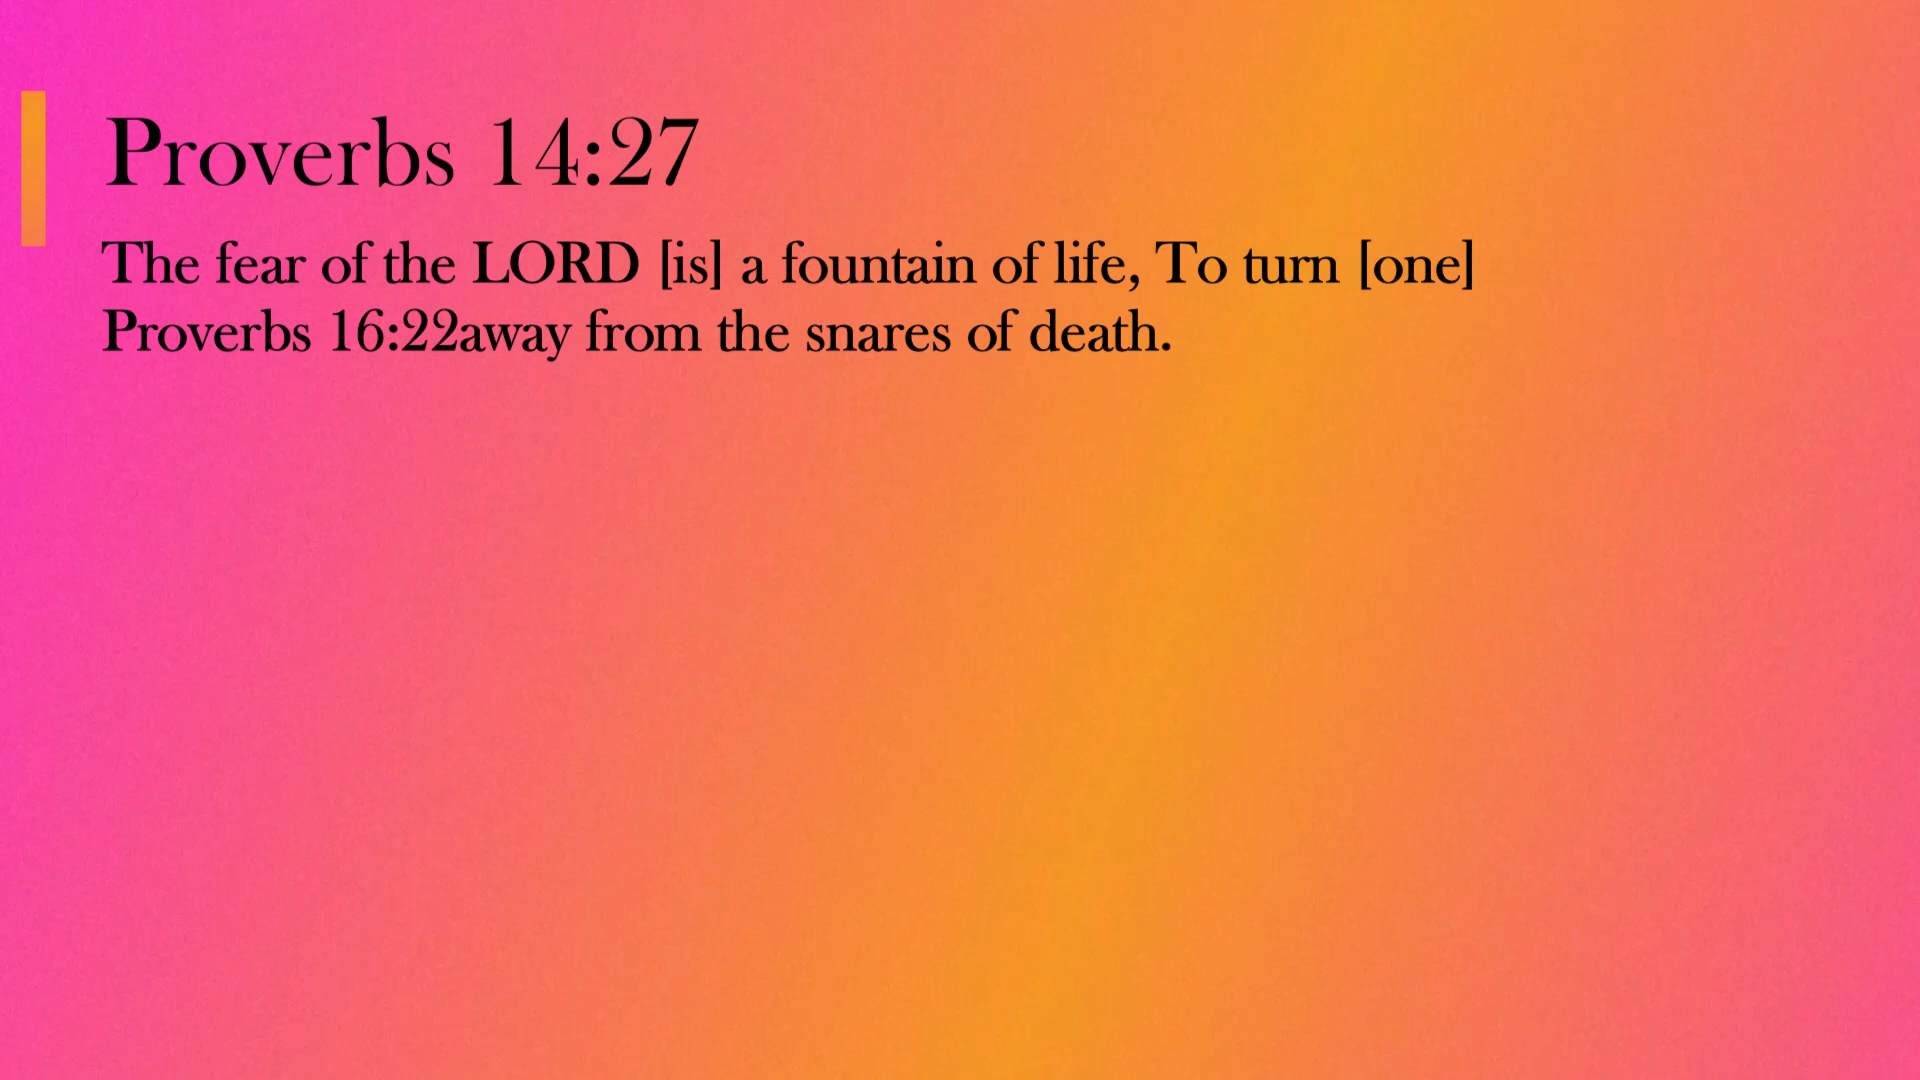 Proverbs 14:27
The fear of the LORD [is] a fountain of life, To turn [one]
Proverbs 16:22away from the snares of death.